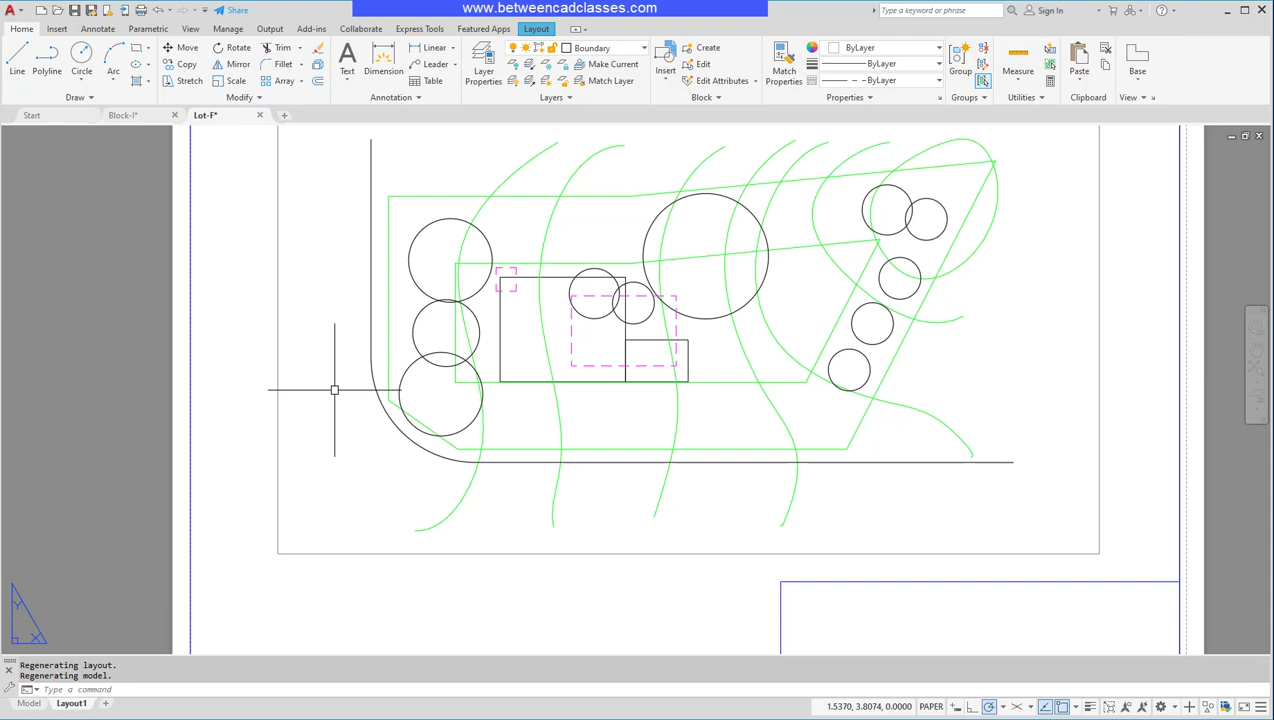 www.betweencadclasses.com
Share
Type a keyword or phrase
Sign In
Home Insert Annotate Parametric View Manage Output Add-ins Collaborate Express Tools Featured Apps Layout
Line Polyline Circle Arc
Move Rotate Trim
Copy Mirror Fillet
Stretch Scale Array
Text Dimension
Linear
Leader
Table
Layer Properties
Boundary
Make Current
Match Layer
Insert
Create
Edit
Edit Attributes
Match Properties
ByLayer
ByLayer
ByLayer
Group Measure Paste Base
Draw Modify Annotation Layers Block Properties Groups Utilities Clipboard View
Start Block-I* Lot-F*
Y
X
Regenerating layout.
Regenerating model.
Type a command
Model Layout1
1.5370, 3.8074, 0.0000 PAPER